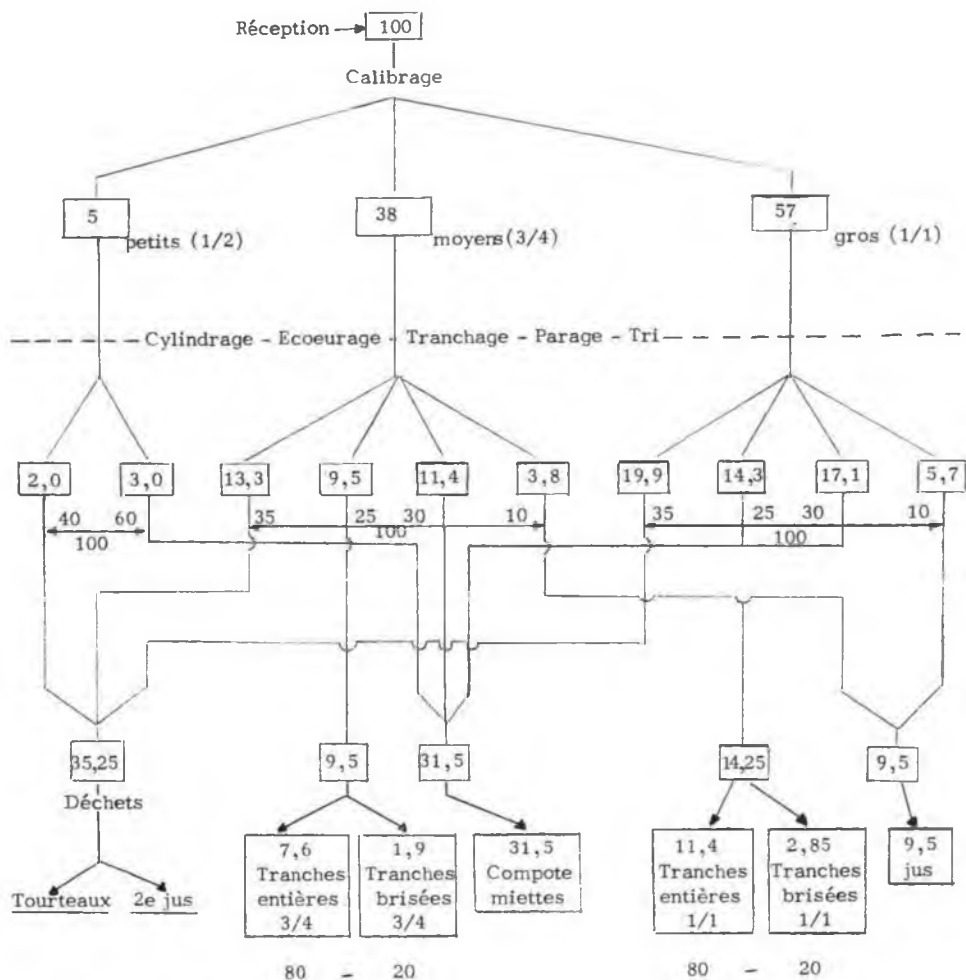 Réception 100
Calibrage
5 38 57
petits (1/2) moyens (3/4) gros (1/1)
Cylindrage - Ecoeurage - Tranchage - Parage - Tri
2,0 3,0 13,3 9,5 11,4 3,8 19,9 14,3 17,1 5,7
40 60 35 25 30 10 35 25 30 10
100 100 100
35,25 9,5 31,5 14,25 9,5
Déchets
7,6 1,9 31,5 11,4 2,85 9,5
Tranches Tranches Compote Tranches Tranches jus
entières brisées miettes entières brisées
3/4 3/4 1/1 1/1
Tourteaux 2e jus
80 - 20 80 - 20